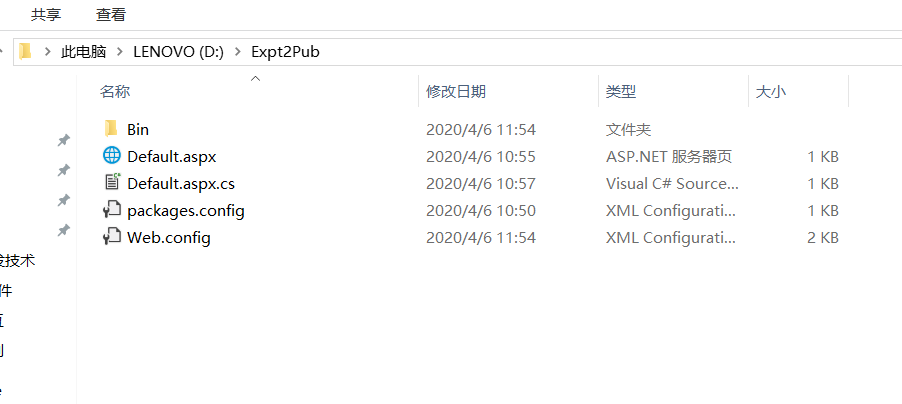 共享 查看
此电脑 LENOVO (D:) Expt2Pub
名称 修改日期 类型 大小
Bin 2020/4/6 11:54 文件夹
Default.aspx 2020/4/6 10:55 ASP.NET 服务器页 1 KB
Default.aspx.cs 2020/4/6 10:57 Visual C# Source... 1 KB
packages.config 2020/4/6 10:50 XML Configurati... 1 KB
Web.config 2020/4/6 11:54 XML Configurati... 2 KB
发技术
件